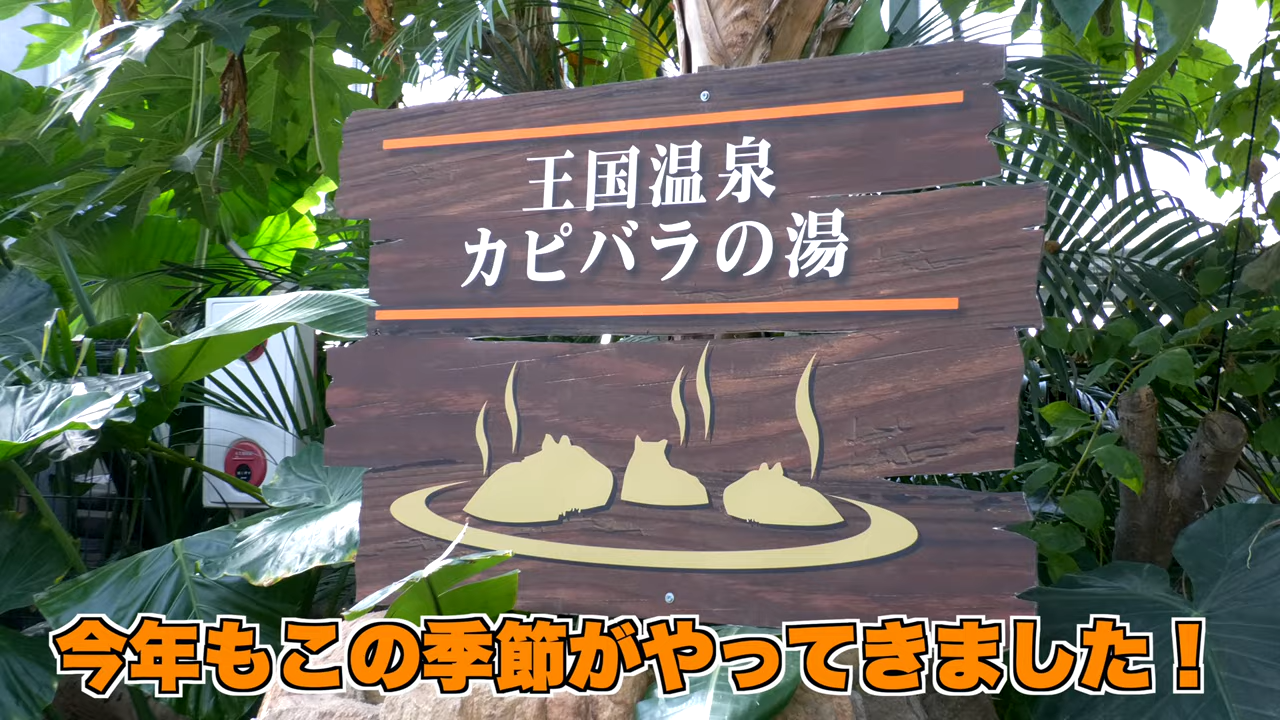 王国温泉
カピバラの湯
今年もこの季節がやってきました！